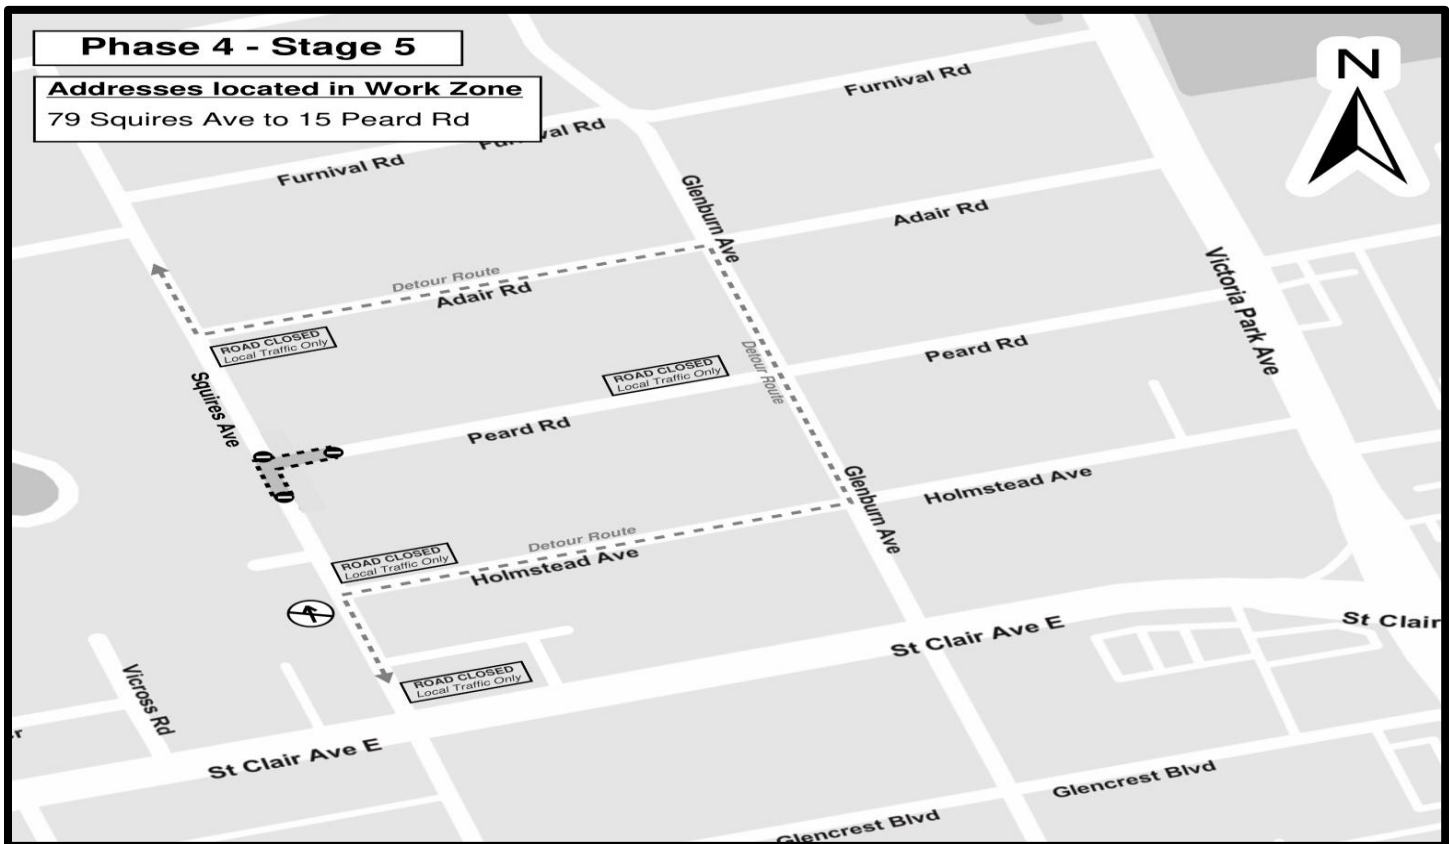 Phase 4 - Stage 5
Addresses located in Work Zone
79 Squires Ave to 15 Peard Rd
N
Furnival Rd
Furnival Rd
Furnival Rd
Glenburn Ave
Adair Rd
Victoria Park Ave
Detour Route
Adair Rd
ROAD CLOSED
Local Traffic Only
Squires Ave
ROAD CLOSED
Local Traffic Only
Detour Route
Peard Rd
Peard Rd
Glenburn Ave
Holmstead Ave
Detour Route
Holmstead Ave
ROAD CLOSED
Local Traffic Only
St Clair Ave E
St Clair
ROAD CLOSED
Local Traffic Only
Vicross Rd
St Clair Ave E
Glencrest Blvd
Glencrest Blvd